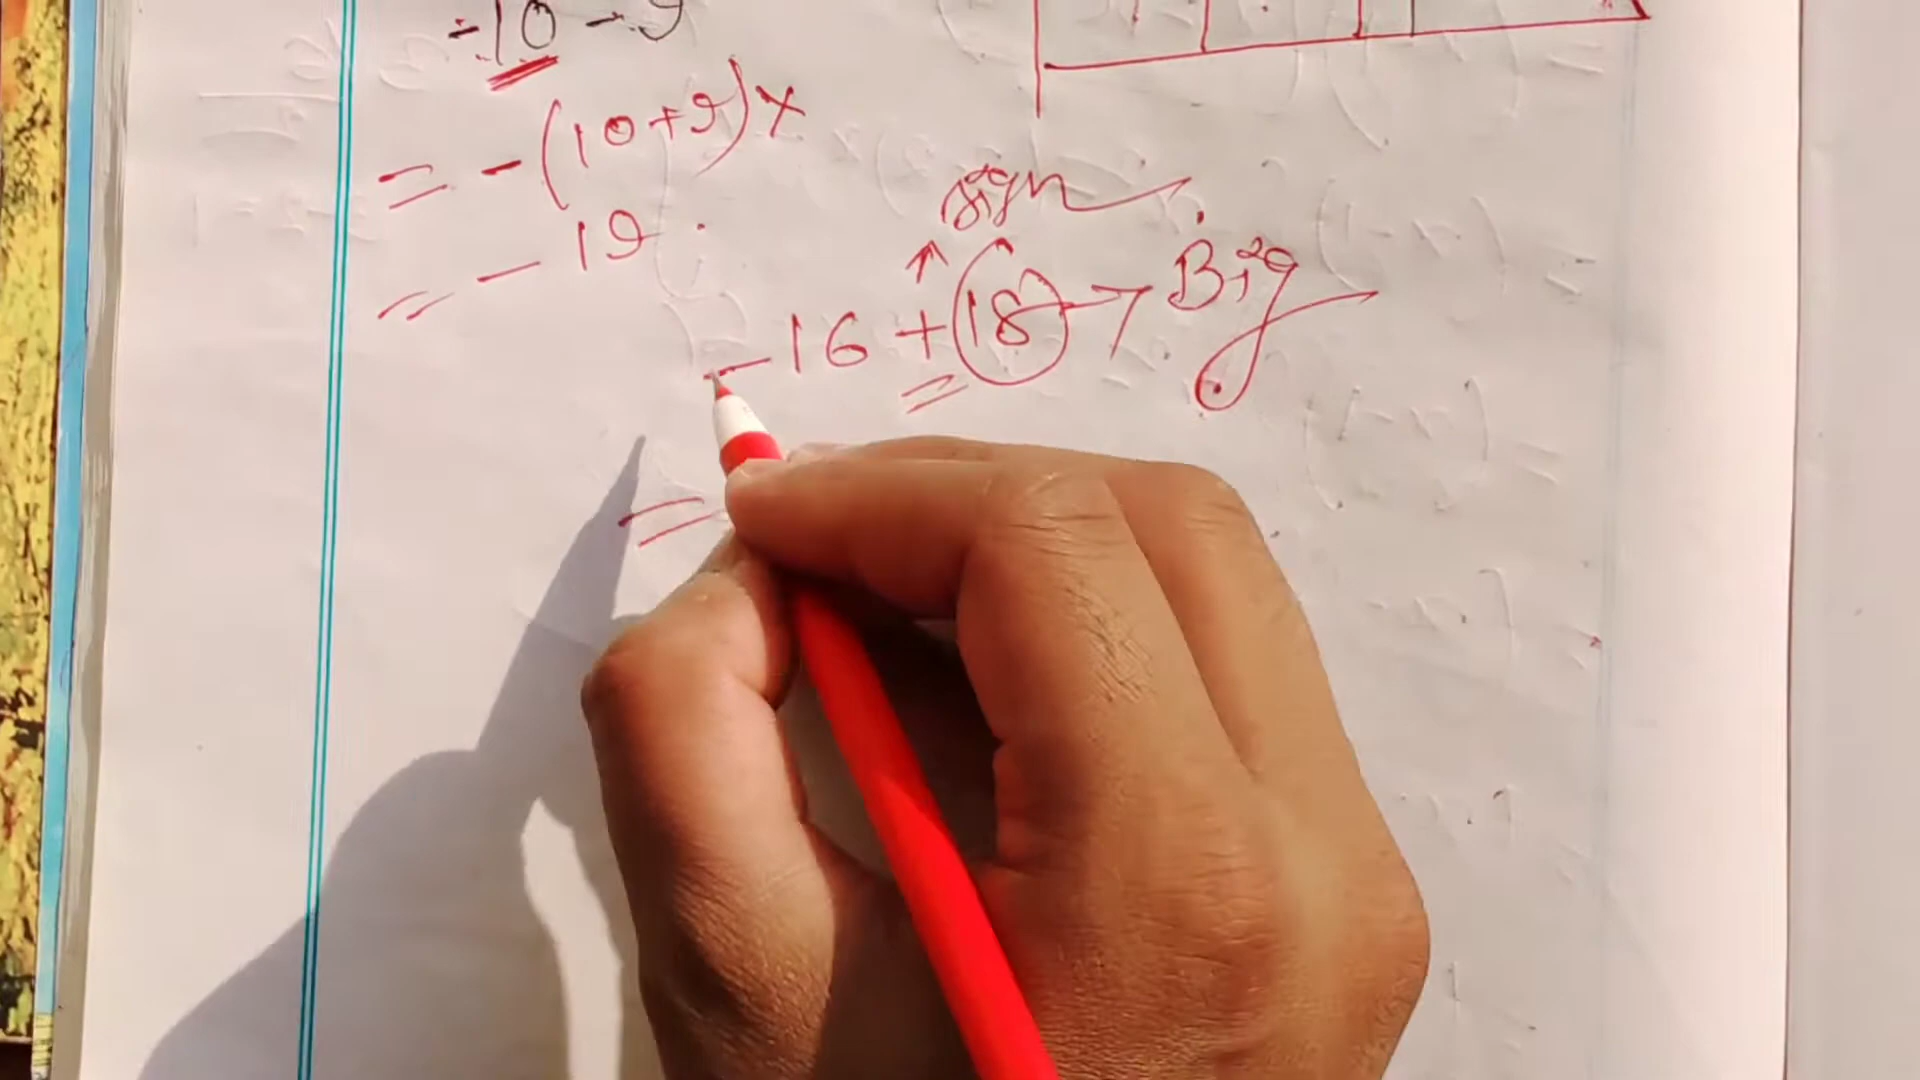 -10-9
= -(10+9)x
= -19.
sign
-16+18 → Big
=